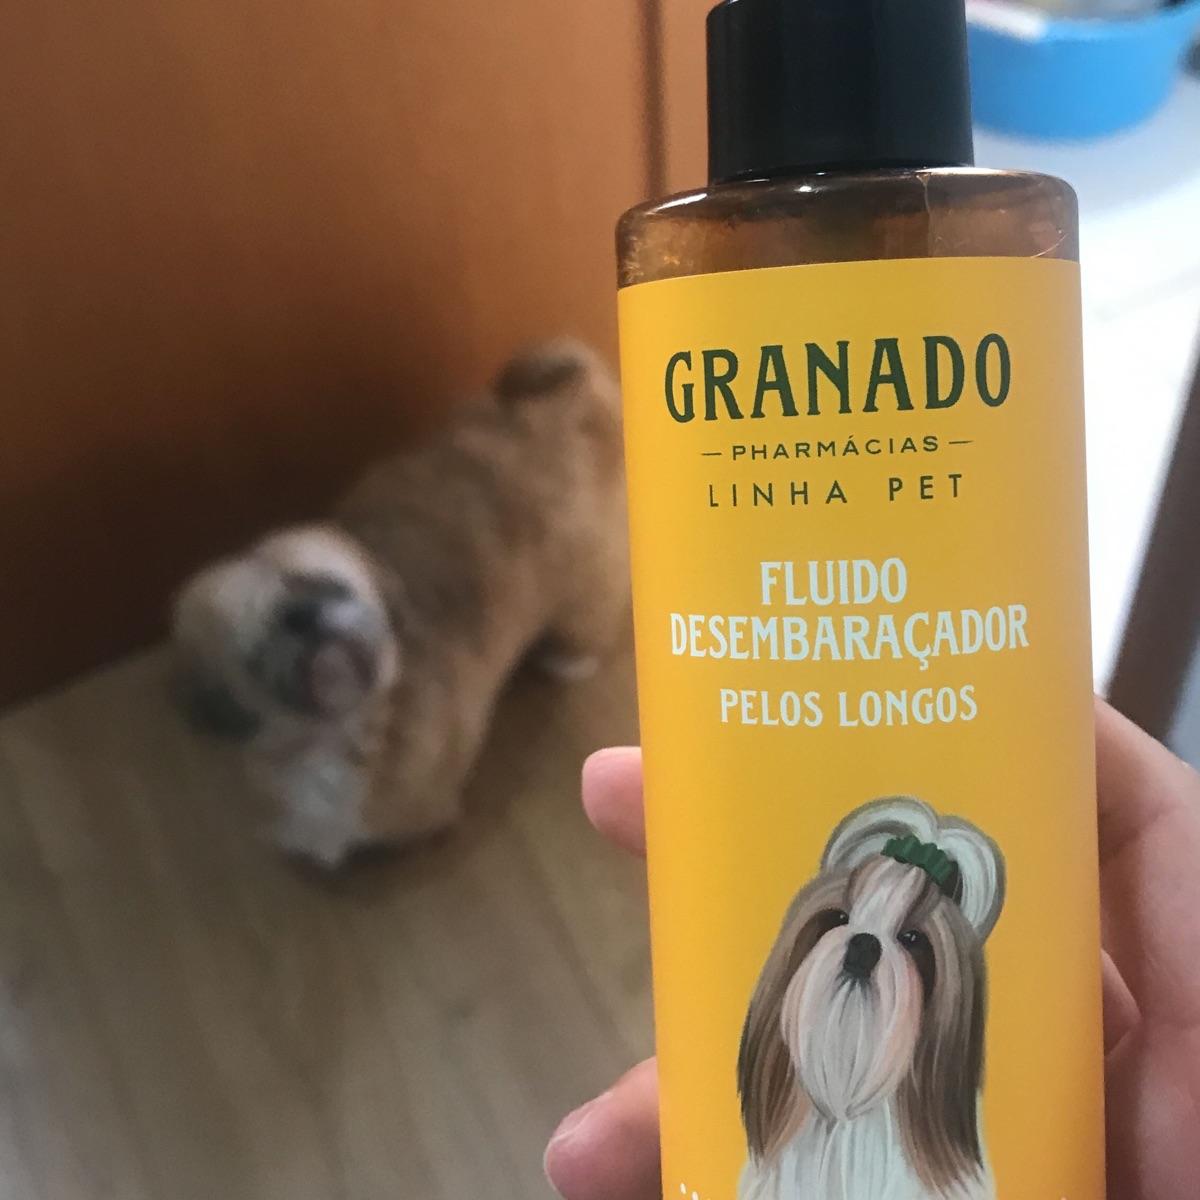 GRANADO
PHARMÁCIAS
LINHA PET
FLUIDO
DESEMBARAÇADOR
PELOS LONGOS